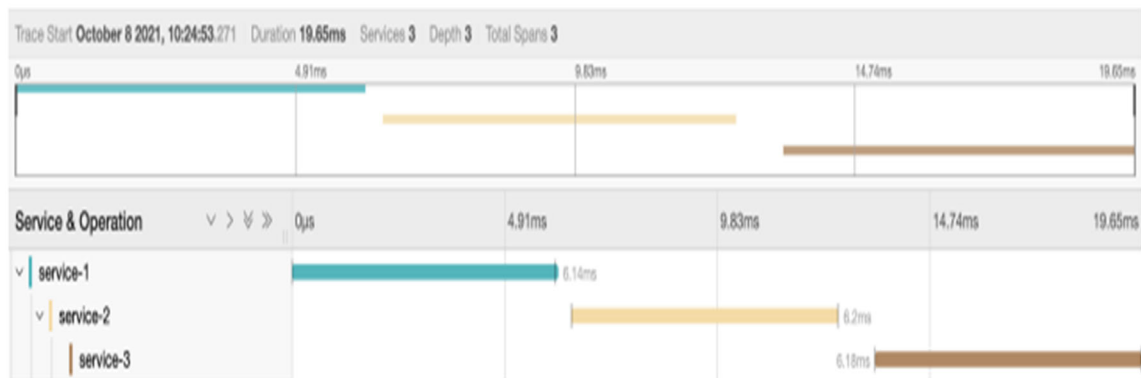 Trace Start October 8 2021, 10:24:53.271 Duration 19.65ms Services 3 Depth 3 Total Spans 3
0μs 4.91ms 9.83ms 14.74ms 19.65ms
Service & Operation 0μs 4.91ms 9.83ms 14.74ms 19.65ms
service-1 6.14ms
service-2 6.2ms
service-3 6.18ms